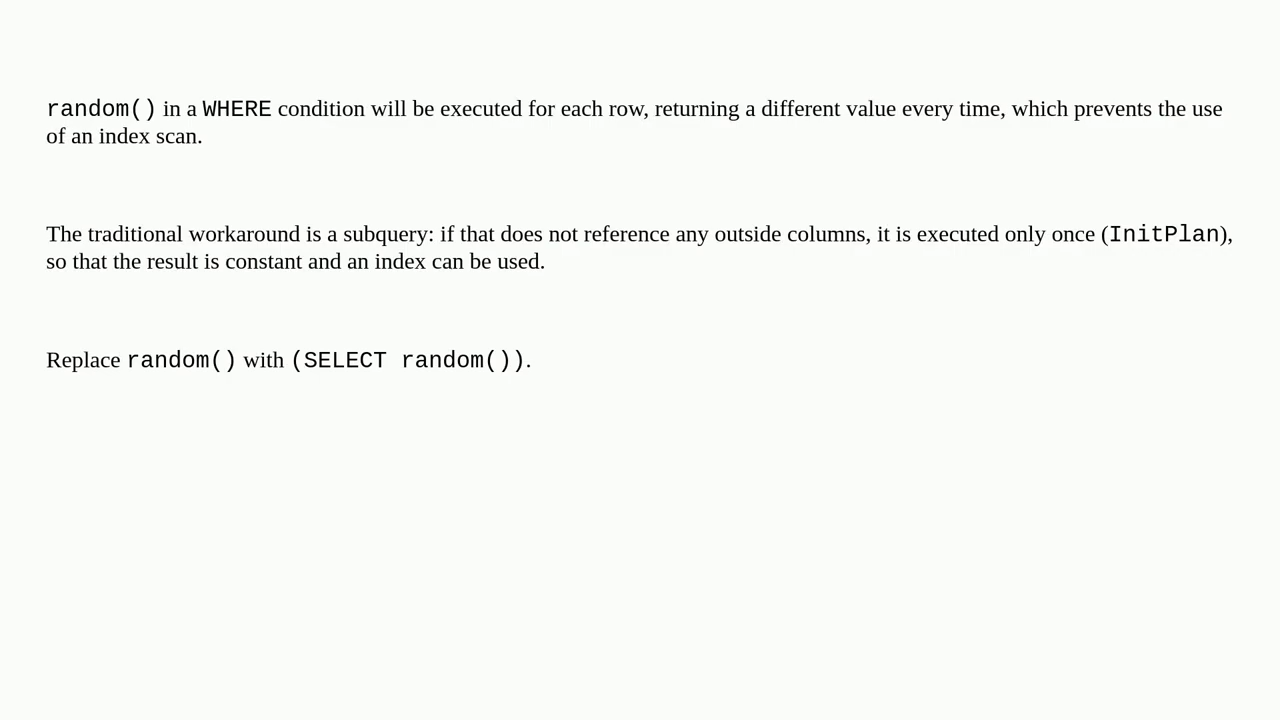 random() in a WHERE condition will be executed for each row, returning a different value every time, which prevents the use
of an index scan.
The traditional workaround is a subquery: if that does not reference any outside columns, it is executed only once (InitPlan),
so that the result is constant and an index can be used.
Replace random() with (SELECT random()).